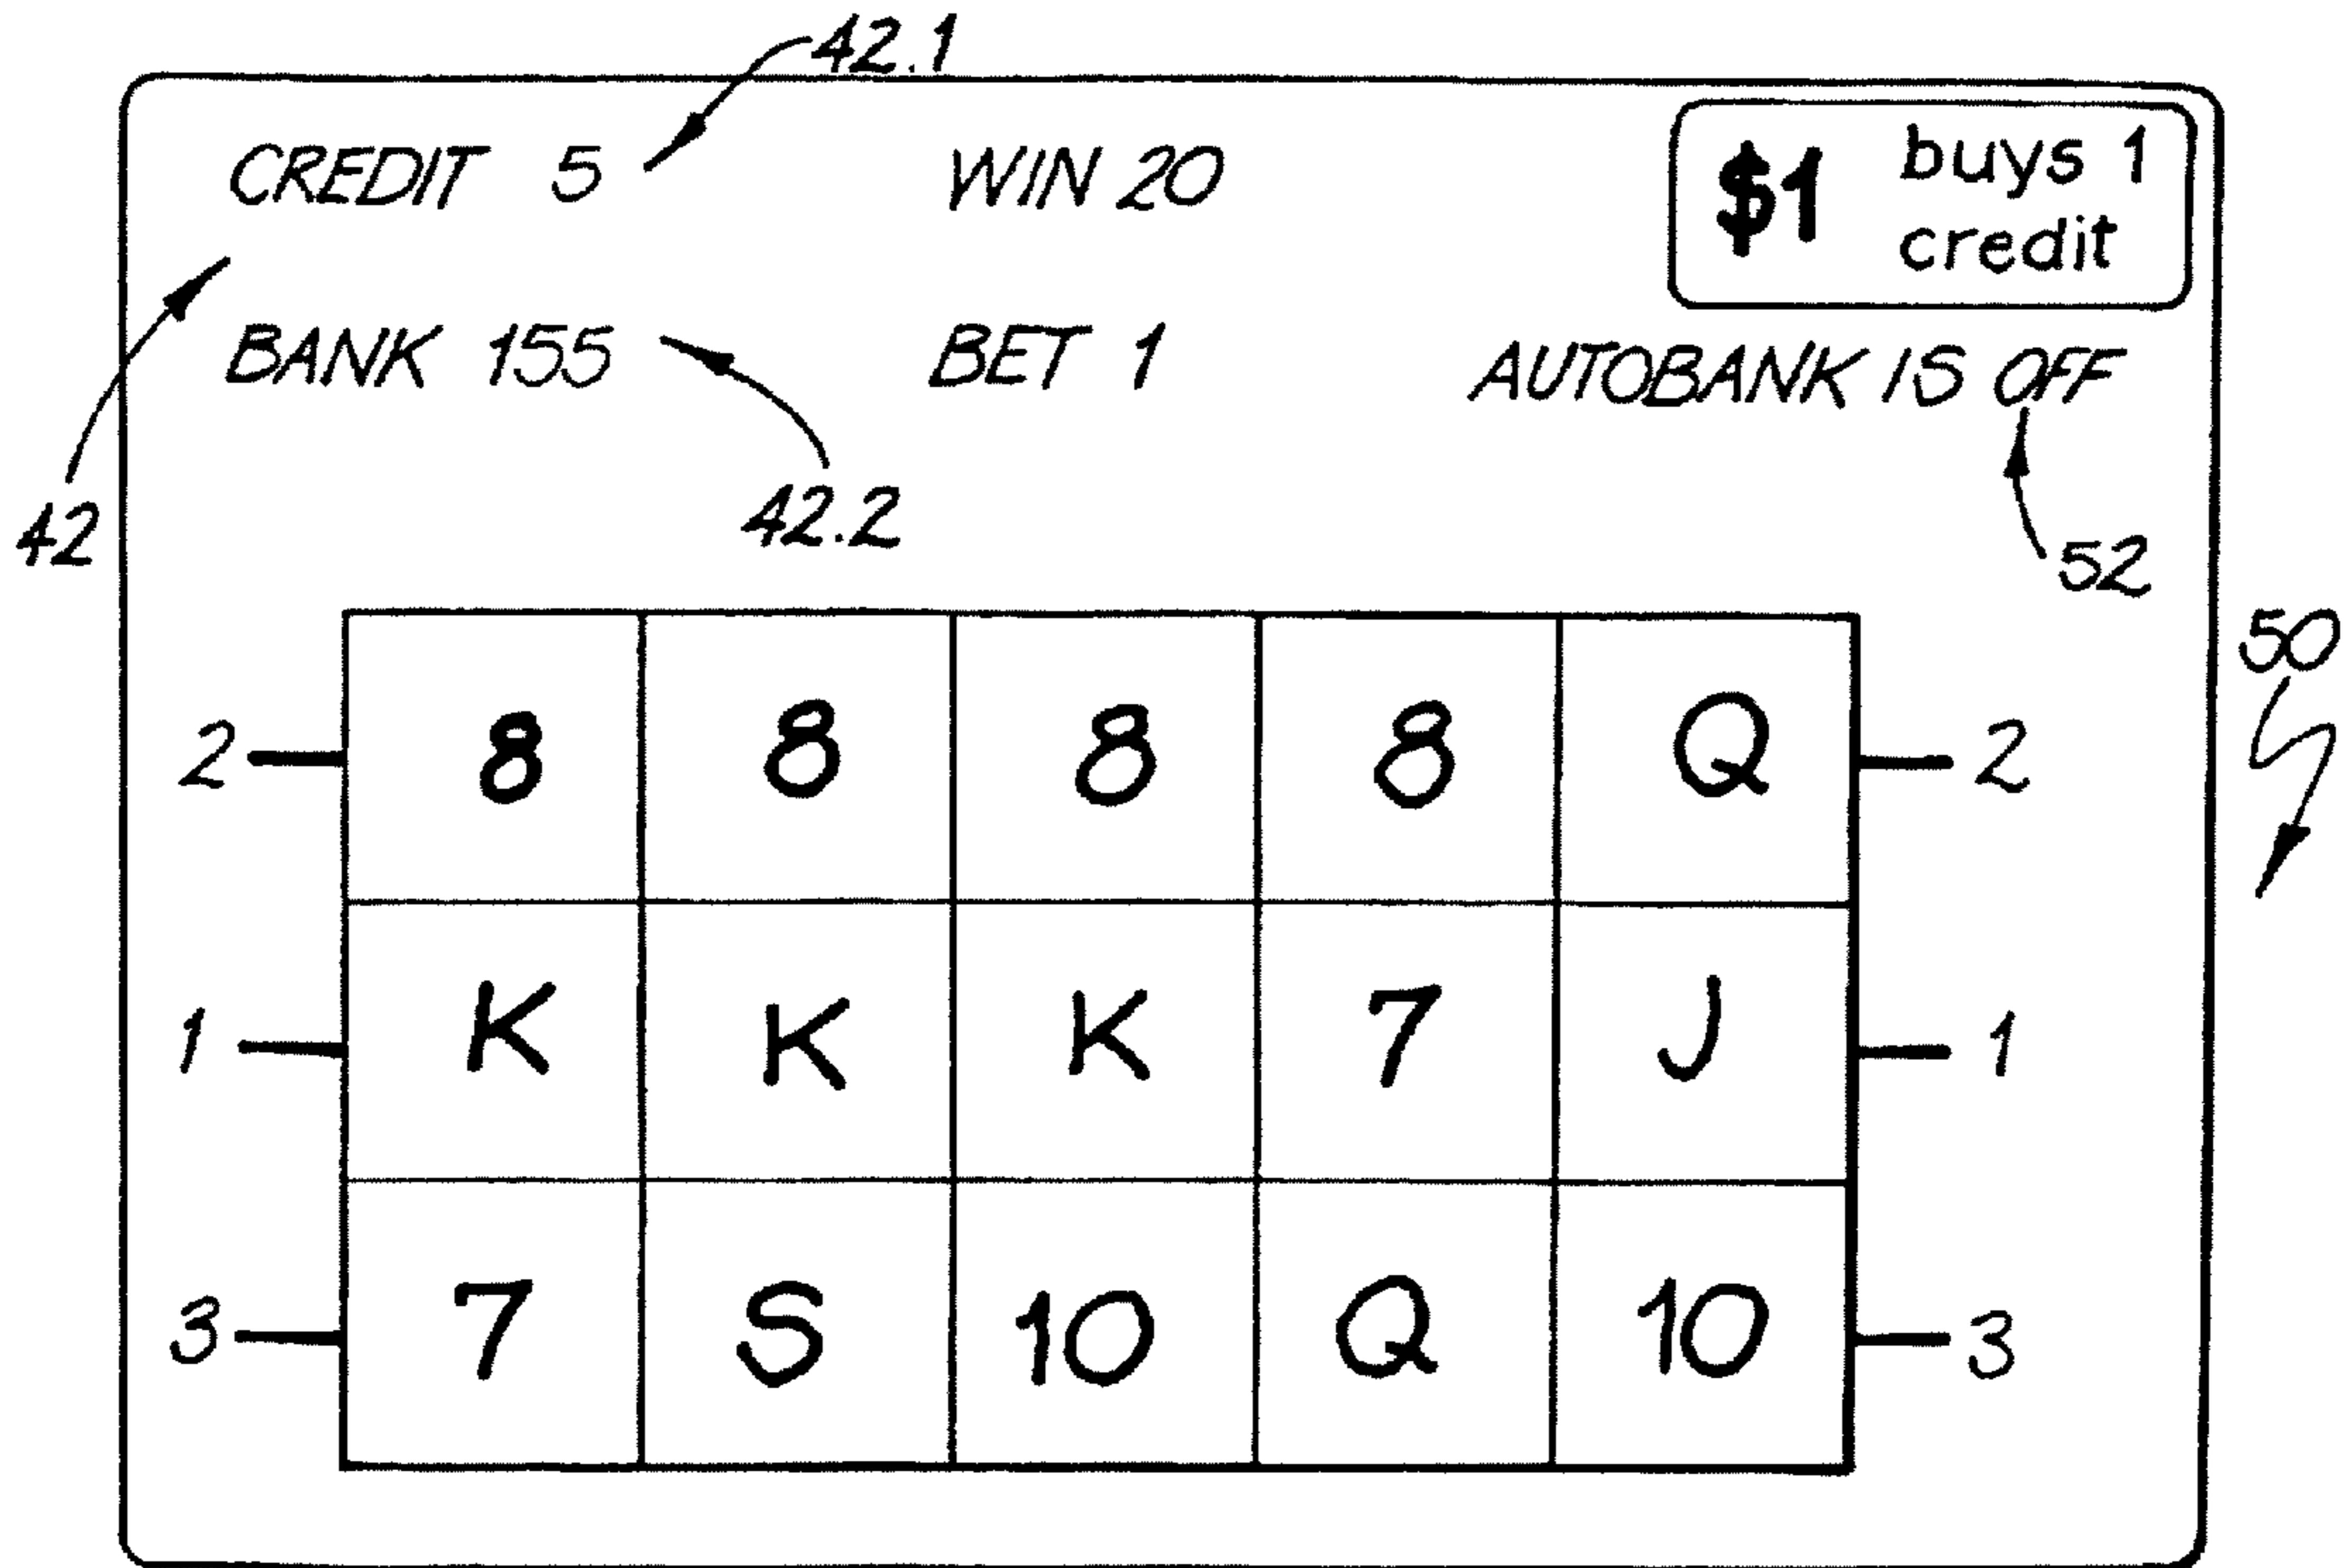 42.1
CREDIT 5 WIN 20 $1 buys 1
credit
BANK 155 BET 1 AUTOBANK IS OFF
42 42.2 52
50
2 8 8 8 8 Q 2
1 K K K 7 J 1
3 7 S 10 Q 10 3